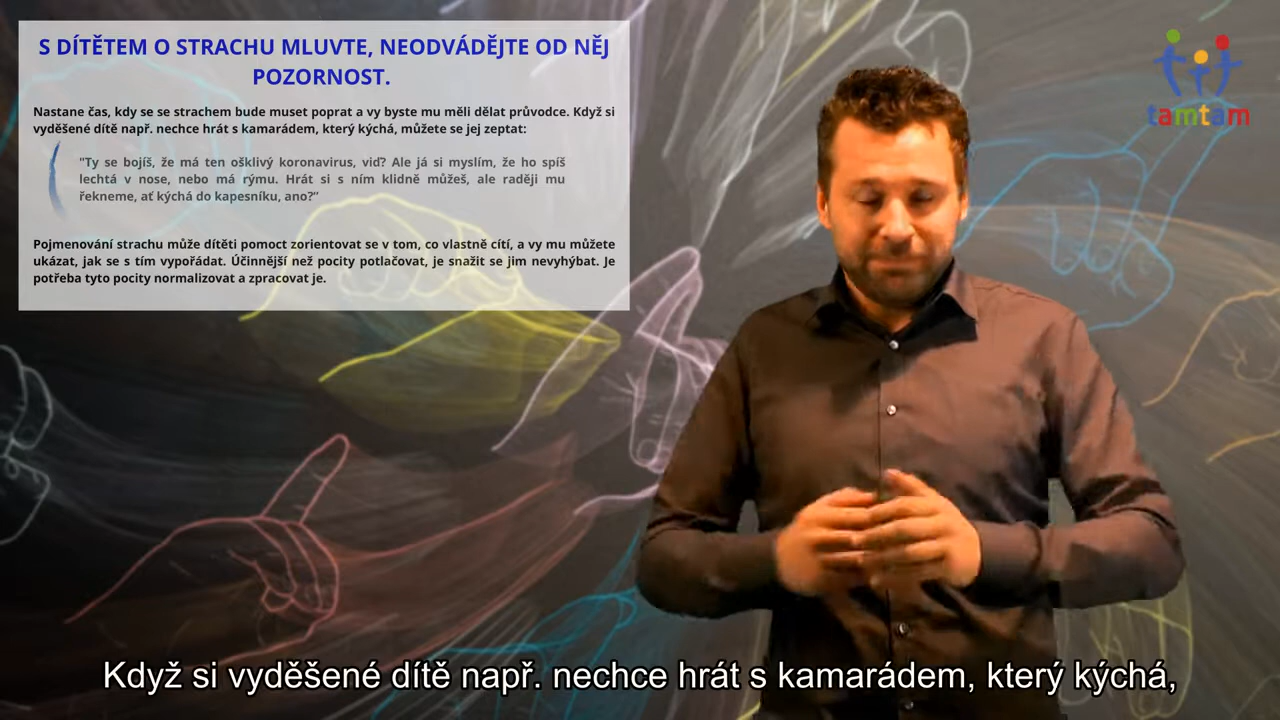 S DÍTĚTEM O STRACHU MLUVTE, NEODVÁDĚJTE OD NĚJ
POZORNOST.
Nastane čas, kdy se se strachem bude muset poprat a vy byste mu měli dělat průvodce. Když si
vyděšené dítě např. nechce hrát s kamarádem, který kýchá, můžete se jej zeptat:
"Ty se bojíš, že má ten ošklivý koronavirus, viď? Ale já si myslím, že ho spíš
lechtá v nose, nebo má rýmu. Hrát si s ním klidně můžeš, ale raději mu
řekneme, ať kýchá do kapesníku, ano?"
Pojmenování strachu může dítěti pomoct zorientovat se v tom, co vlastně cítí, a vy mu můžete
ukázat, jak se s tím vypořádat. Účinnější než pocity potlačovat, je snažit se jim nevyhýbat. Je
potřeba tyto pocity normalizovat a zpracovat je.
tamtam
Když si vyděšené dítě např. nechce hrát s kamarádem, který kýchá,